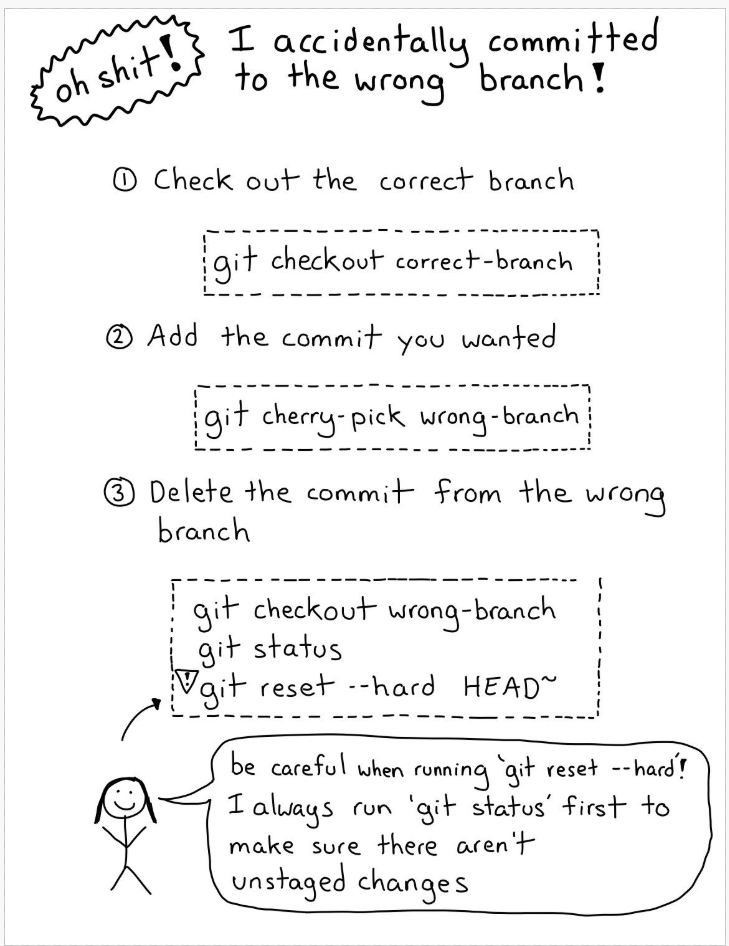 oh shit!
I accidentally committed
to the wrong branch!
① Check out the correct branch
git checkout correct-branch
② Add the commit you wanted
git cherry-pick wrong-branch
③ Delete the commit from the wrong
branch
git checkout wrong-branch
git status
! git reset --hard HEAD~
be careful when running 'git reset --hard'!
I always run 'git status' first to
make sure there aren't
unstaged changes